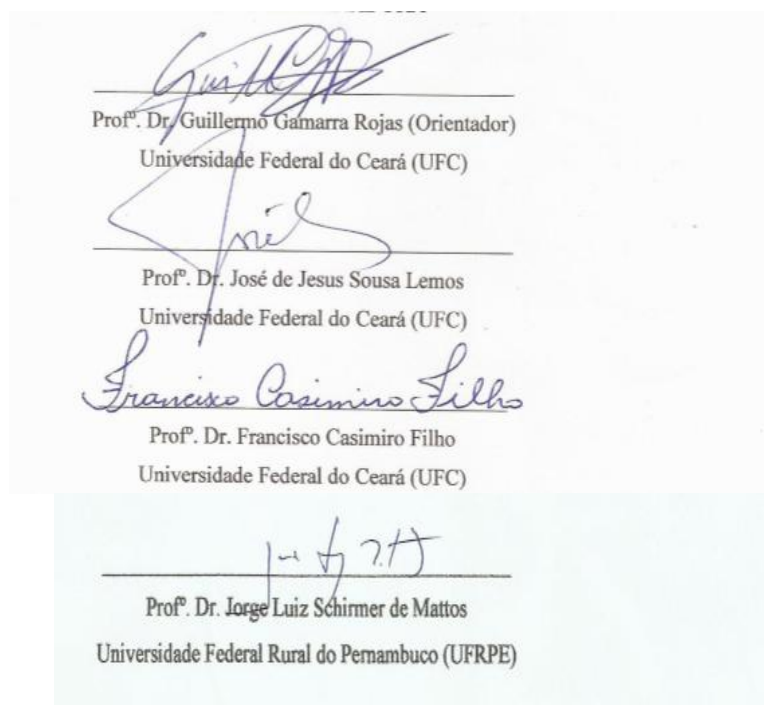 Profº. Dr. Guillermo Gamarra Rojas (Orientador)
Universidade Federal do Ceará (UFC)
Profº. Dr. José de Jesus Sousa Lemos
Universidade Federal do Ceará (UFC)
Francisco Casimiro Filho
Profº. Dr. Francisco Casimiro Filho
Universidade Federal do Ceará (UFC)
Profº. Dr. Jorge Luiz Schirmer de Mattos
Universidade Federal Rural do Pernambuco (UFRPE)